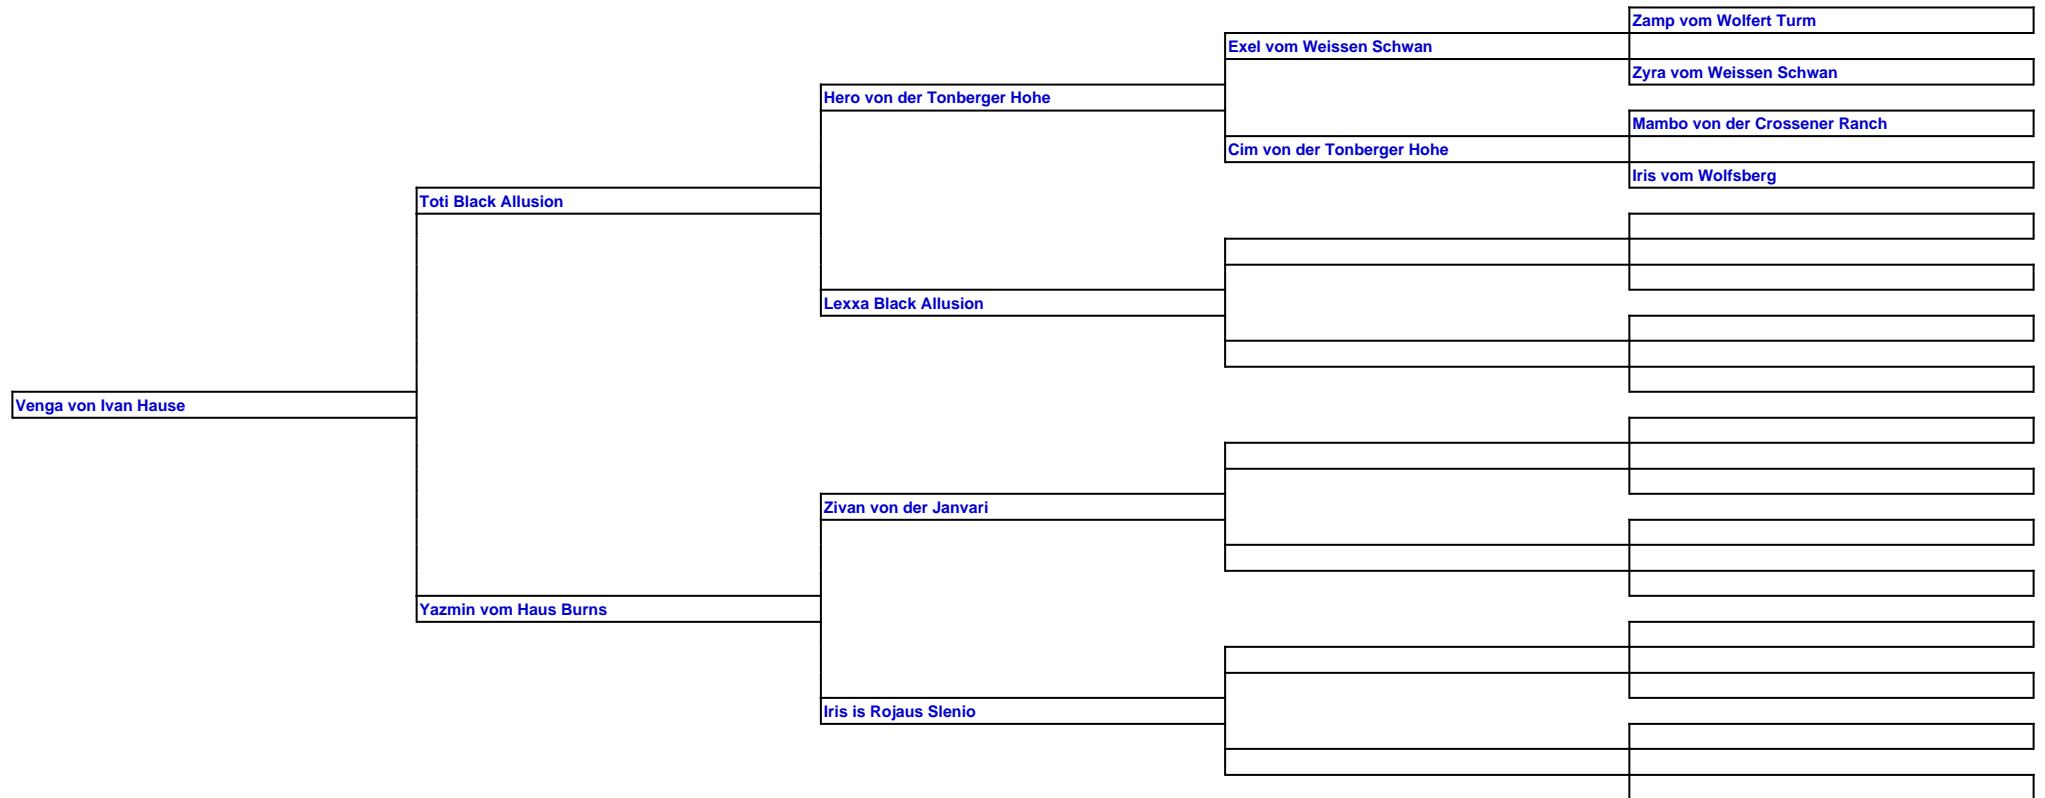 Zamp vom Wolfert Turm
Exel vom Weissen Schwan
Zyra vom Weissen Schwan
Hero von der Tonberger Hohe
Mambo von der Crossener Ranch
Cim von der Tonberger Hohe
Iris vom Wolfsberg
Toti Black Allusion
Lexxa Black Allusion
Venga von Ivan Hause
Zivan von der Janvari
Yazmin vom Haus Burns
Iris is Rojaus Slenio